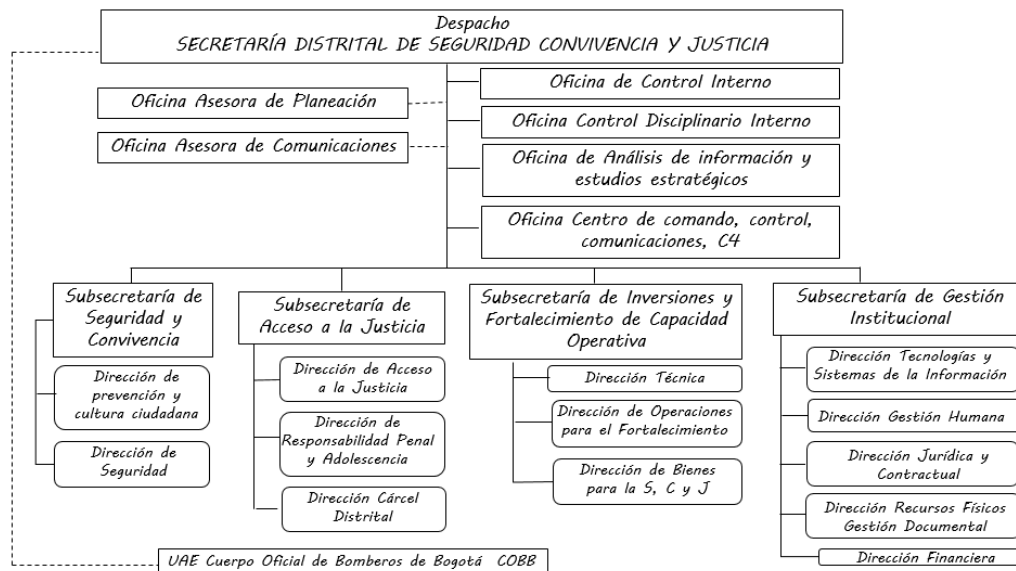 Despacho
SECRETARÍA DISTRITAL DE SEGURIDAD CONVIVENCIA Y JUSTICIA
Oficina de Control Interno
Oficina Asesora de Planeación
Oficina Control Disciplinario Interno
Oficina Asesora de Comunicaciones
Oficina de Análisis de información y
estudios estratégicos
Oficina Centro de comando, control,
comunicaciones, C4
Subsecretaría de
Seguridad y
Convivencia
Dirección de
prevención y
cultura ciudadana
Dirección de
Seguridad
Subsecretaría de
Acceso a la Justicia
Dirección de Acceso
a la Justicia
Dirección de
Responsabilidad Penal
y Adolescencia
Dirección Cárcel
Distrital
Subsecretaría de Inversiones y
Fortalecimiento de Capacidad
Operativa
Dirección Técnica
Dirección de Operaciones
para el Fortalecimiento
Dirección de Bienes
para la S, C y J
Subsecretaría de Gestión
Institucional
Dirección Tecnologías y
Sistemas de la Información
Dirección Gestión Humana
Dirección Jurídica y
Contractual
Dirección Recursos Físicos
Gestión Documental
Dirección Financiera
UAE Cuerpo Oficial de Bomberos de Bogotá COBB